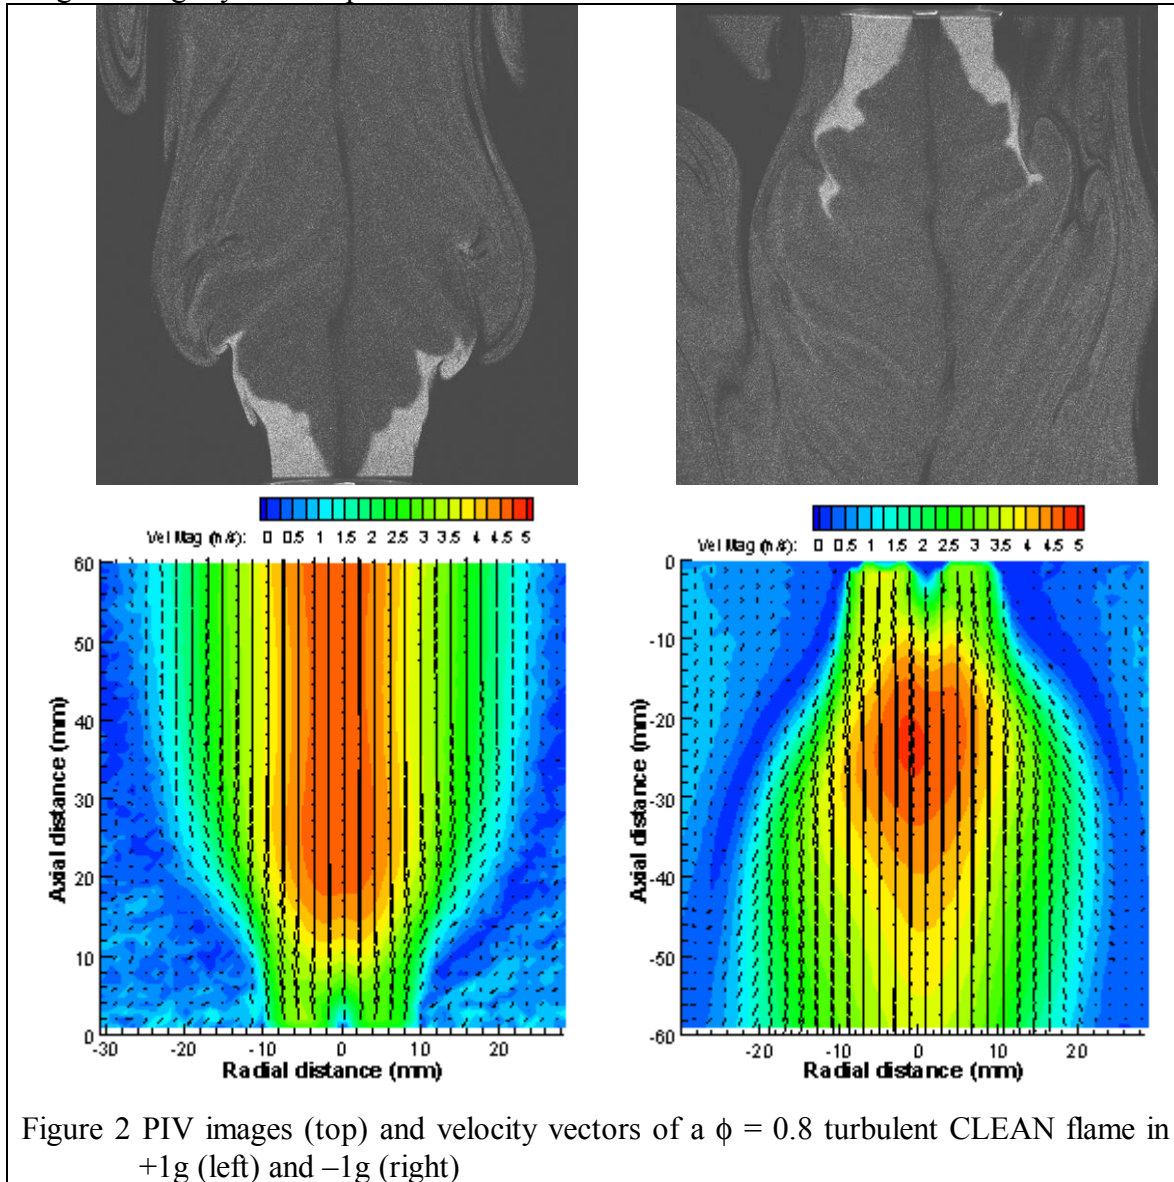 Vel Mag (m/s): 0 0.5 1 1.5 2 2.5 3 3.5 4 4.5 5
Vel Mag (m/s): 0 0.5 1 1.5 2 2.5 3 3.5 4 4.5 5
60
50
40
30
20
10
0
Axial distance (mm)
-30 -20 -10 0 10 20
Radial distance (mm)
0
-10
-20
-30
-40
-50
-60
Axial distance (mm)
-20 -10 0 10 20
Radial distance (mm)
Figure 2 PIV images (top) and velocity vectors of a ϕ = 0.8 turbulent CLEAN flame in
+1g (left) and –1g (right)